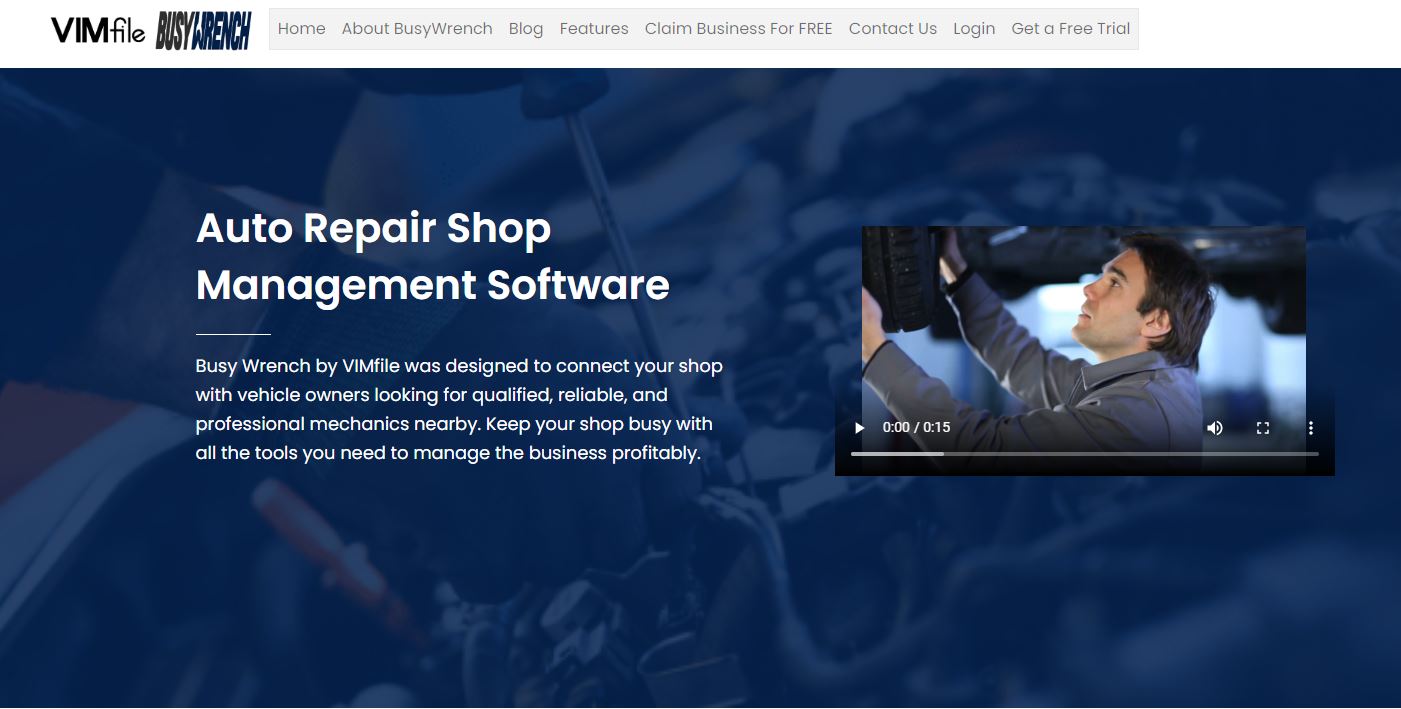 VIMfile BUSYWRENCH Home About BusyWrench Blog Features Claim Business For FREE Contact Us Login Get a Free Trial
Auto Repair Shop
Management Software
Busy Wrench by VIMfile was designed to connect your shop
with vehicle owners looking for qualified, reliable, and
professional mechanics nearby. Keep your shop busy with
all the tools you need to manage the business profitably.
0:00 / 0:15